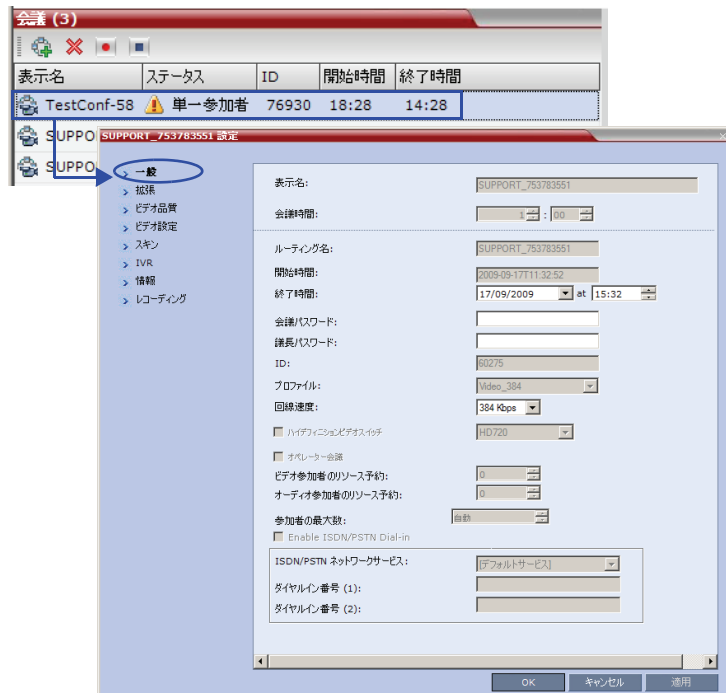 会議 (3)
表示名 ステータス ID 開始時間 終了時間
TestConf-58 単一参加者 76930 18:28 14:28
SUPPO
SUPPO
SUPPORT_753783551 設定
一般
拡張
ビデオ品質
ビデオ設定
スキン
IVR
情報
レコーディング
表示名: SUPPORT_753783551
会議時間: 1 : 00
ルーティング名: SUPPORT_753783551
開始時間: 2009-09-17T11:32:52
終了時間: 17/09/2009 at 15:32
会議パスワード:
議長パスワード:
ID: 60275
プロファイル: Video_384
回線速度: 384 Kbps
ハイデフィニションビデオスイッチ HD720
オペレーター会議
ビデオ参加者のリソース予約: 0
オーディオ参加者のリソース予約: 0
参加者の最大数: 自動
Enable ISDN/PSTN Dial-in
ISDN/PSTN ネットワークサービス: [デフォルトサービス]
ダイヤルイン番号 (1):
ダイヤルイン番号 (2):
OK キャンセル 適用